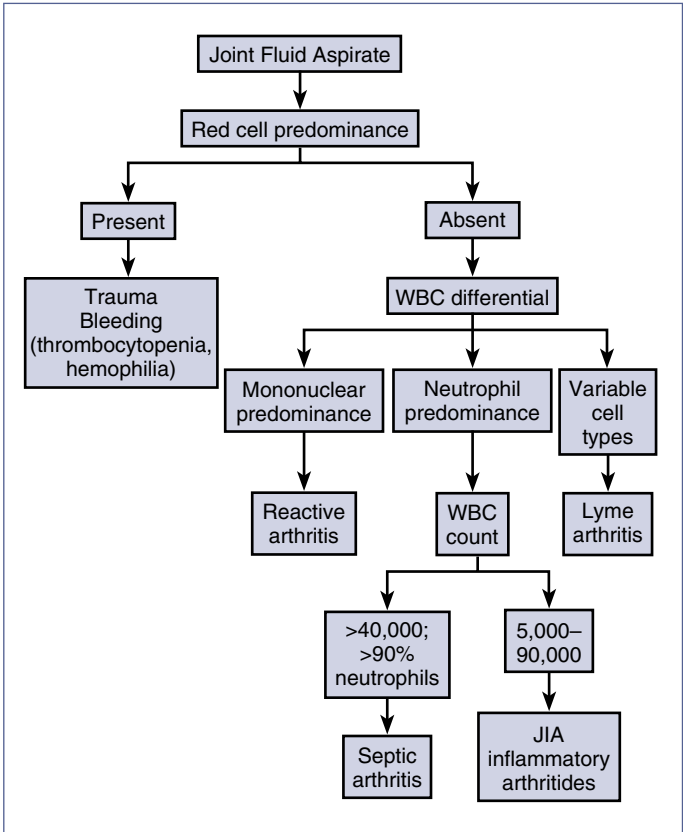 Joint Fluid Aspirate
Red cell predominance
Present
Absent
Trauma
Bleeding
(thrombocytopenia,
hemophilia)
WBC differential
Mononuclear
predominance
Neutrophil
predominance
Variable
cell
types
Reactive
arthritis
WBC
count
Lyme
arthritis
>40,000;
>90%
neutrophils
5,000–
90,000
Septic
arthritis
JIA
inflammatory
arthritides